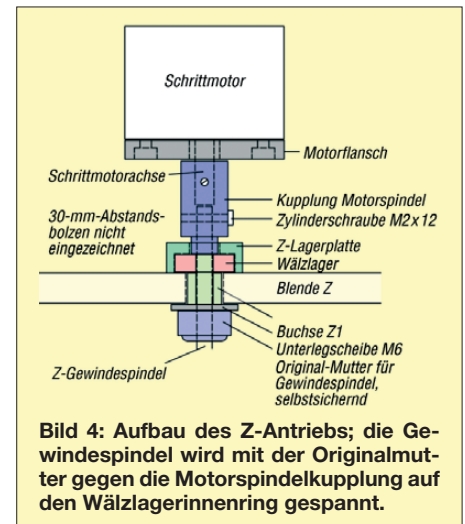 Schrittmotor
Motorflansch
Schrittmotorachse
Kupplung Motorspindel
30-mm-Abstands-
bolzen nicht
eingezeichnet
Zylinderschraube M2x12
Z-Lagerplatte
Wälzlager
Blende Z
Buchse Z1
Unterlegscheibe M6
Original-Mutter für
Gewindespindel,
selbstsichernd
Z-Gewindespindel
Bild 4: Aufbau des Z-Antriebs; die Ge-
windespindel wird mit der Originalmut-
ter gegen die Motorspindelkupplung auf
den Wälzlagerinnenring gespannt.